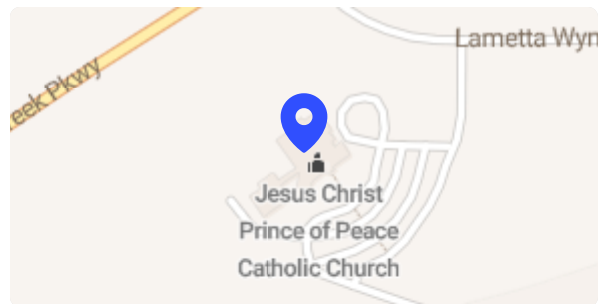 Lametta Wyn
eek Pkwy
Jesus Christ
Prince of Peace
Catholic Church